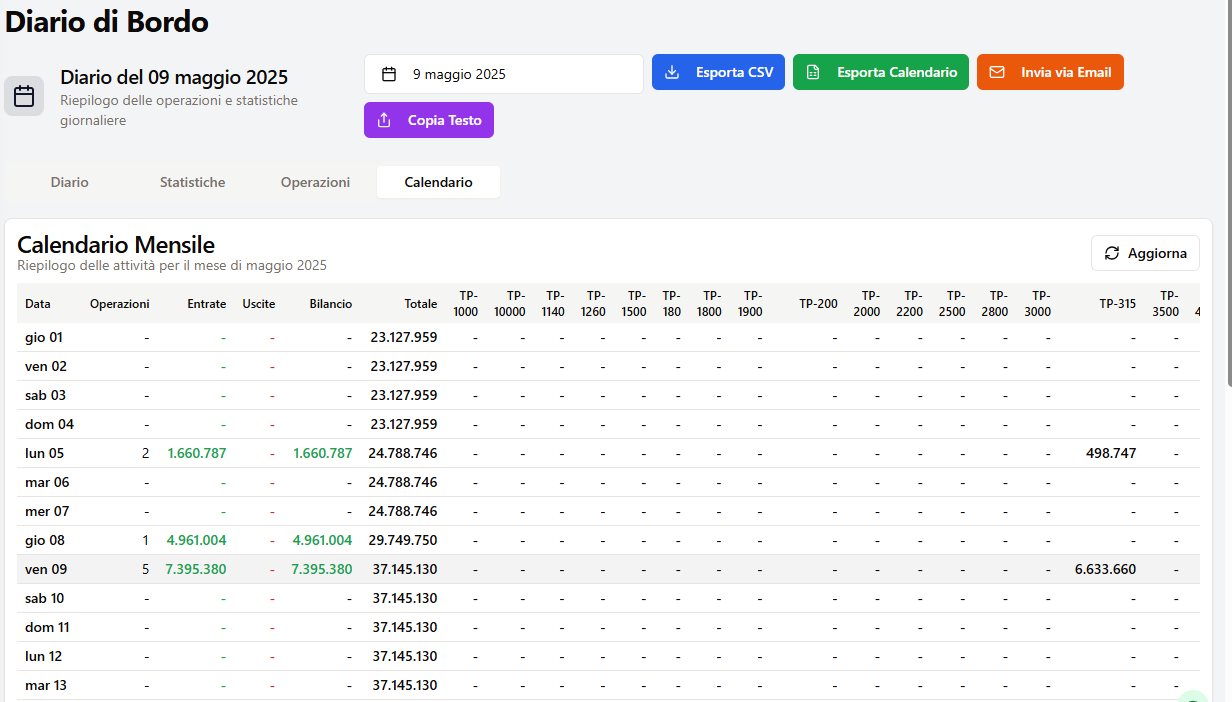 Diario di Bordo
Diario del 09 maggio 2025
Riepilogo delle operazioni e statistiche
giornaliere
9 maggio 2025
Esporta CSV
Esporta Calendario
Invia via Email
Copia Testo
Diario Statistiche Operazioni Calendario
Calendario Mensile
Riepilogo delle attività per il mese di maggio 2025
Aggiorna
Data Operazioni Entrate Uscite Bilancio Totale TP-1000 TP-10000 TP-1140 TP-1260 TP-1500 TP-180 TP-1800 TP-1900 TP-200 TP-2000 TP-2200 TP-2500 TP-2800 TP-3000 TP-315 TP-3500
gio 01 - - - - 23.127.959 - - - - - - - - - - - - - - - -
ven 02 - - - - 23.127.959 - - - - - - - - - - - - - - - -
sab 03 - - - - 23.127.959 - - - - - - - - - - - - - - - -
dom 04 - - - - 23.127.959 - - - - - - - - - - - - - - - -
lun 05 2 1.660.787 - 1.660.787 24.788.746 - - - - - - - - - - - - - - 498.747 -
mar 06 - - - - 24.788.746 - - - - - - - - - - - - - - - -
mer 07 - - - - 24.788.746 - - - - - - - - - - - - - - - -
gio 08 1 4.961.004 - 4.961.004 29.749.750 - - - - - - - - - - - - - - - -
ven 09 5 7.395.380 - 7.395.380 37.145.130 - - - - - - - - - - - - - - 6.633.660 -
sab 10 - - - - 37.145.130 - - - - - - - - - - - - - - - -
dom 11 - - - - 37.145.130 - - - - - - - - - - - - - - - -
lun 12 - - - - 37.145.130 - - - - - - - - - - - - - - - -
mar 13 - - - - 37.145.130 - - - - - - - - - - - - - - - -